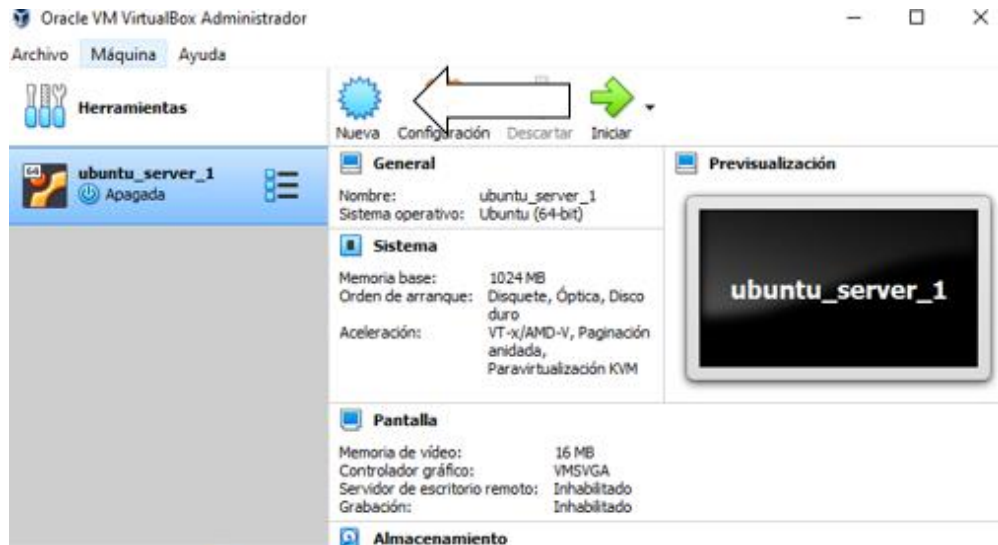 Oracle VM VirtualBox Administrador
Archivo Máquina Ayuda
Herramientas
Nueva Configuración Descartar Iniciar
64 ubuntu_server_1
Apagada
General
Nombre: ubuntu_server_1
Sistema operativo: Ubuntu (64-bit)
Sistema
Memoria base: 1024 MB
Orden de arranque: Disquete, Óptica, Disco
duro
Aceleración: VT-x/AMD-V, Paginación
anidada,
Paravirtualización KVM
Previsualización
ubuntu_server_1
Pantalla
Memoria de vídeo: 16 MB
Controlador gráfico: VMSVGA
Servidor de escritorio remoto: Inhabilitado
Grabación: Inhabilitado
Almacenamiento